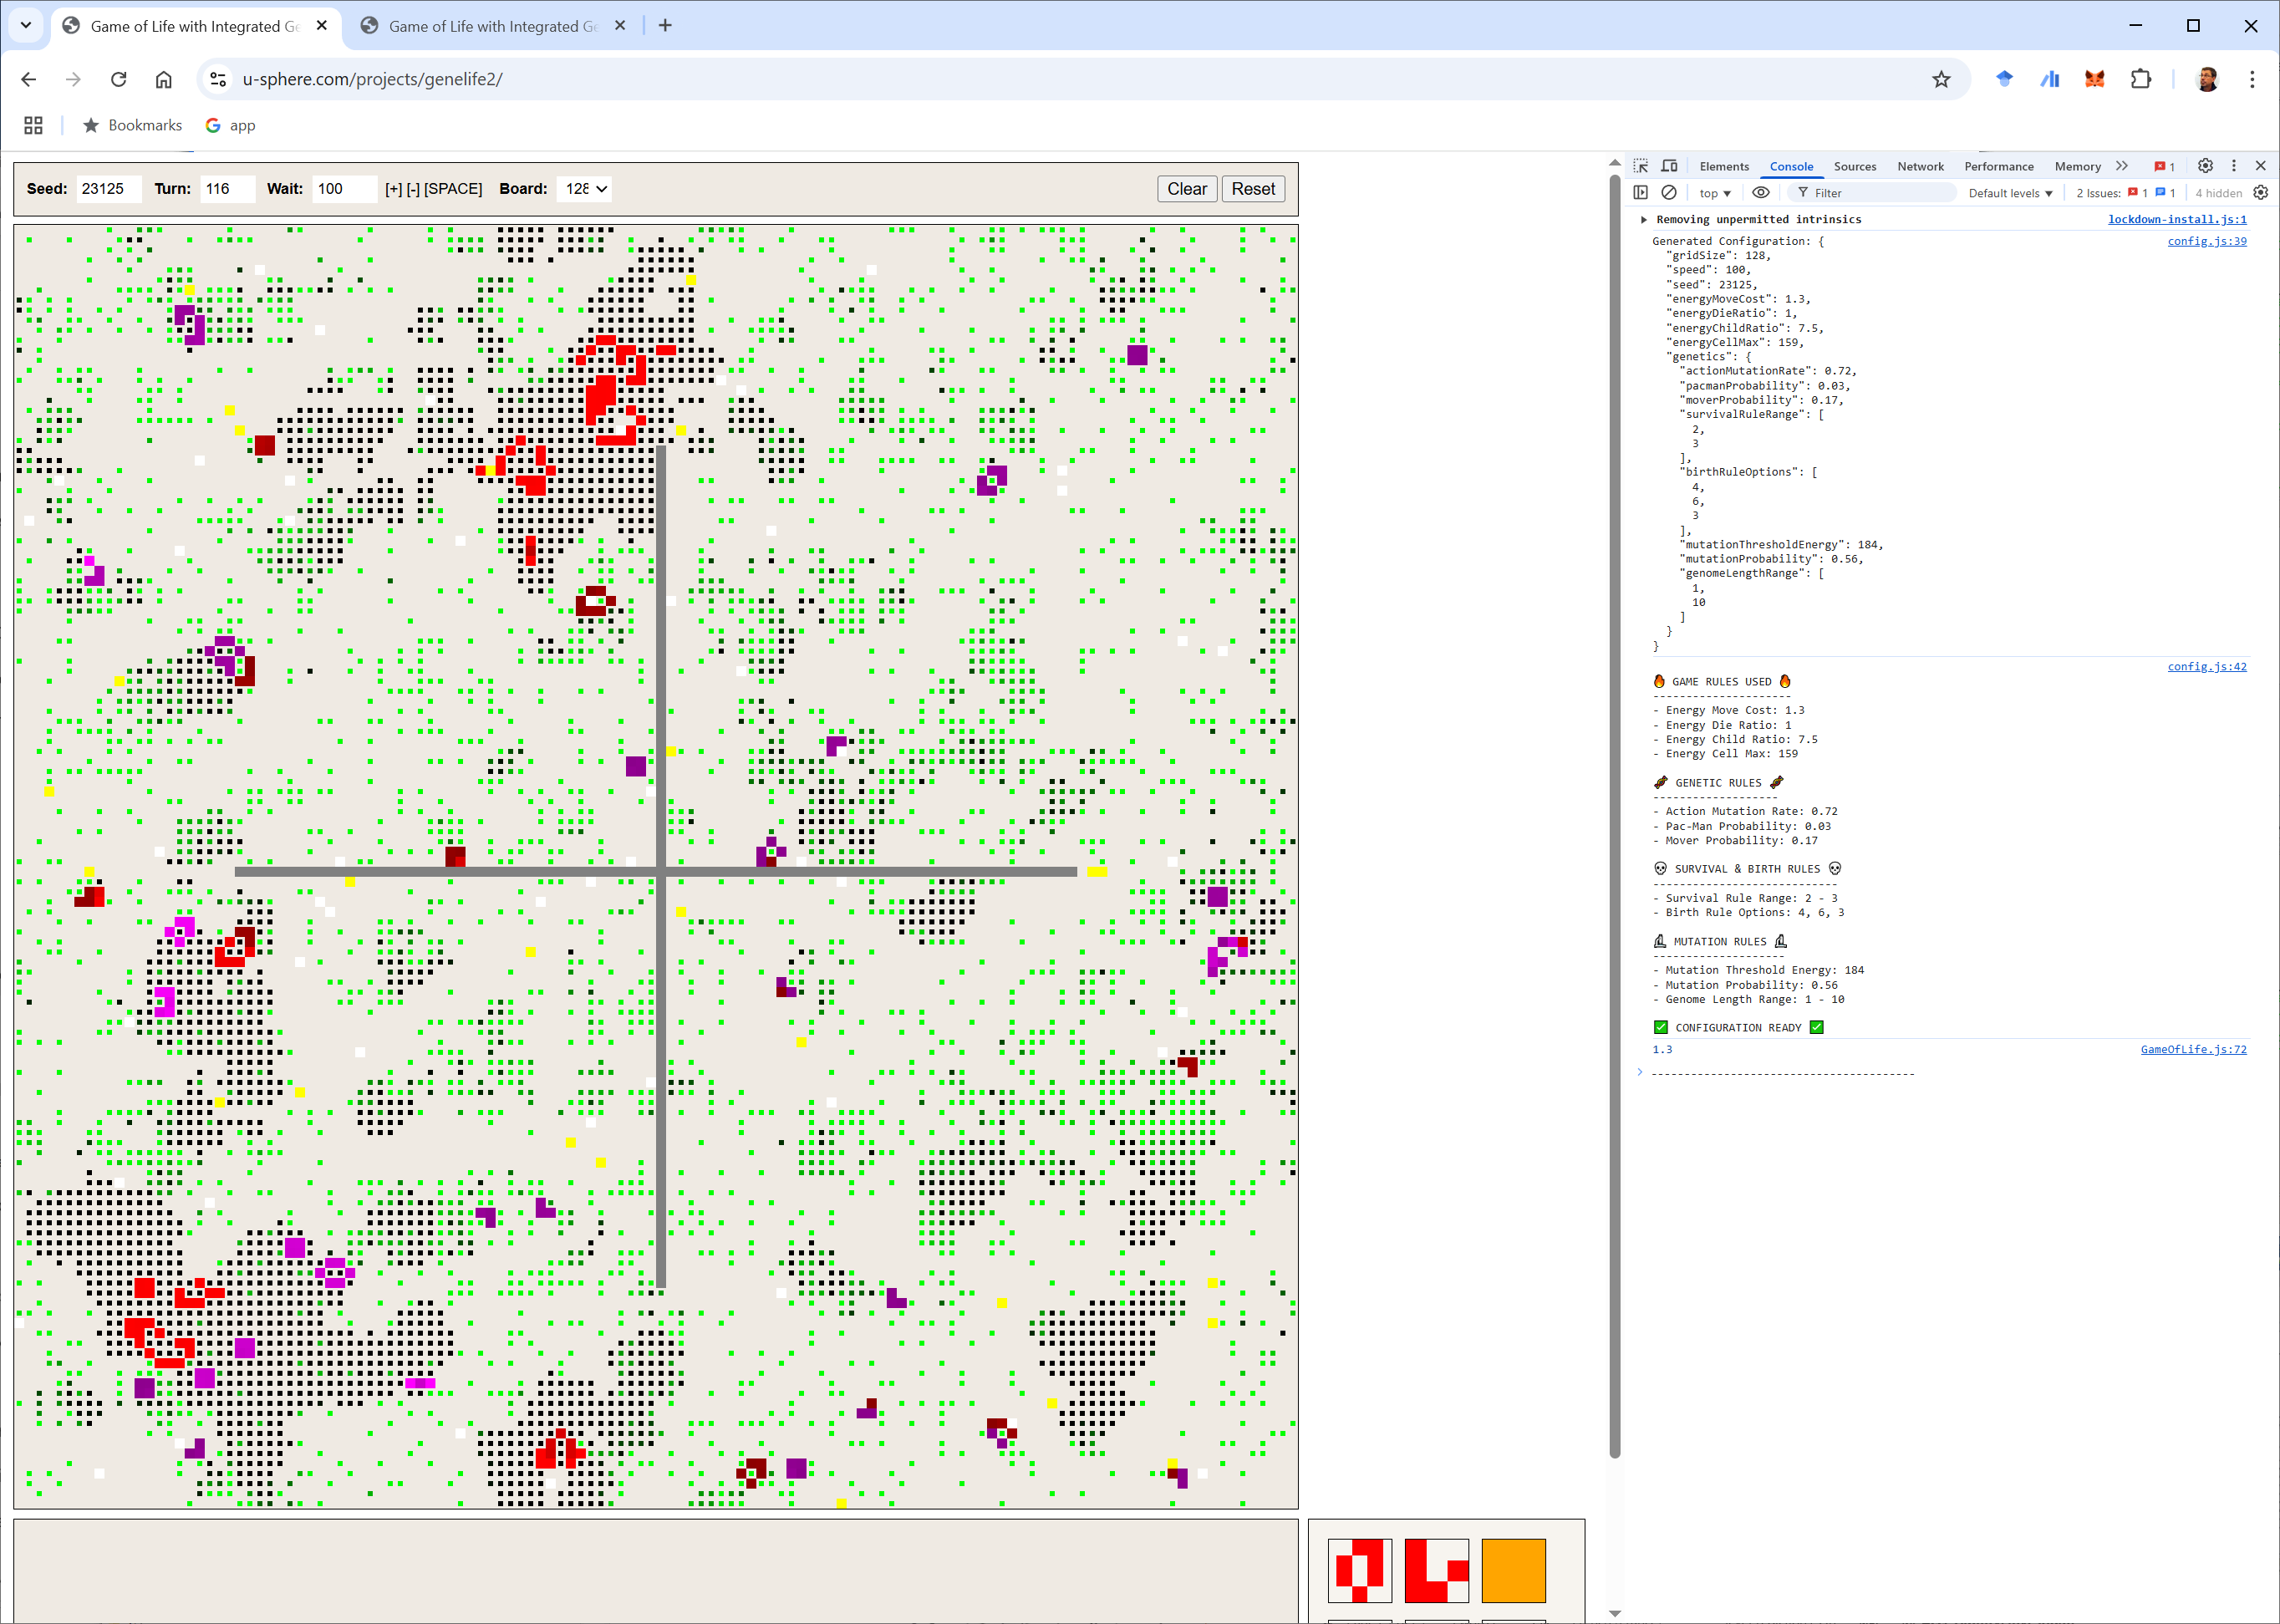 Game of Life with Integrated Ge
Game of Life with Integrated Ge
u-sphere.com/projects/genelife2/
Bookmarks
app
Seed: 23125 Turn: 116 Wait: 100 [+] [-] [SPACE] Board: 128 Clear Reset
Elements Console Sources Network Performance Memory 1
top Filter Default levels 2 Issues: 1 1 4 hidden
Removing unpermitted intrinsics lockdown-install.js:1
Generated Configuration: { config.js:39
"gridSize": 128,
"speed": 100,
"seed": 23125,
"energyMoveCost": 1.3,
"energyDieRatio": 1,
"energyChildRatio": 7.5,
"energyCellMax": 159,
"genetics": {
"actionMutationRate": 0.72,
"pacmanProbability": 0.03,
"moverProbability": 0.17,
"survivalRuleRange": [
2,
3
],
"birthRuleOptions": [
4,
6,
3
],
"mutationThresholdEnergy": 184,
"mutationProbability": 0.56,
"genomeLengthRange": [
1,
10
]
}
}
config.js:42
🔥 GAME RULES USED 🔥
---------------------
- Energy Move Cost: 1.3
- Energy Die Ratio: 1
- Energy Child Ratio: 7.5
- Energy Cell Max: 159
GENETIC RULES
-------------------
- Action Mutation Rate: 0.72
- Pac-Man Probability: 0.03
- Mover Probability: 0.17
💀 SURVIVAL & BIRTH RULES 💀
----------------------------
- Survival Rule Range: 2 - 3
- Birth Rule Options: 4, 6, 3
MUTATION RULES
--------------------
- Mutation Threshold Energy: 184
- Mutation Probability: 0.56
- Genome Length Range: 1 - 10
✅ CONFIGURATION READY ✅
1.3 GameOfLife.js:72
----------------------------------------